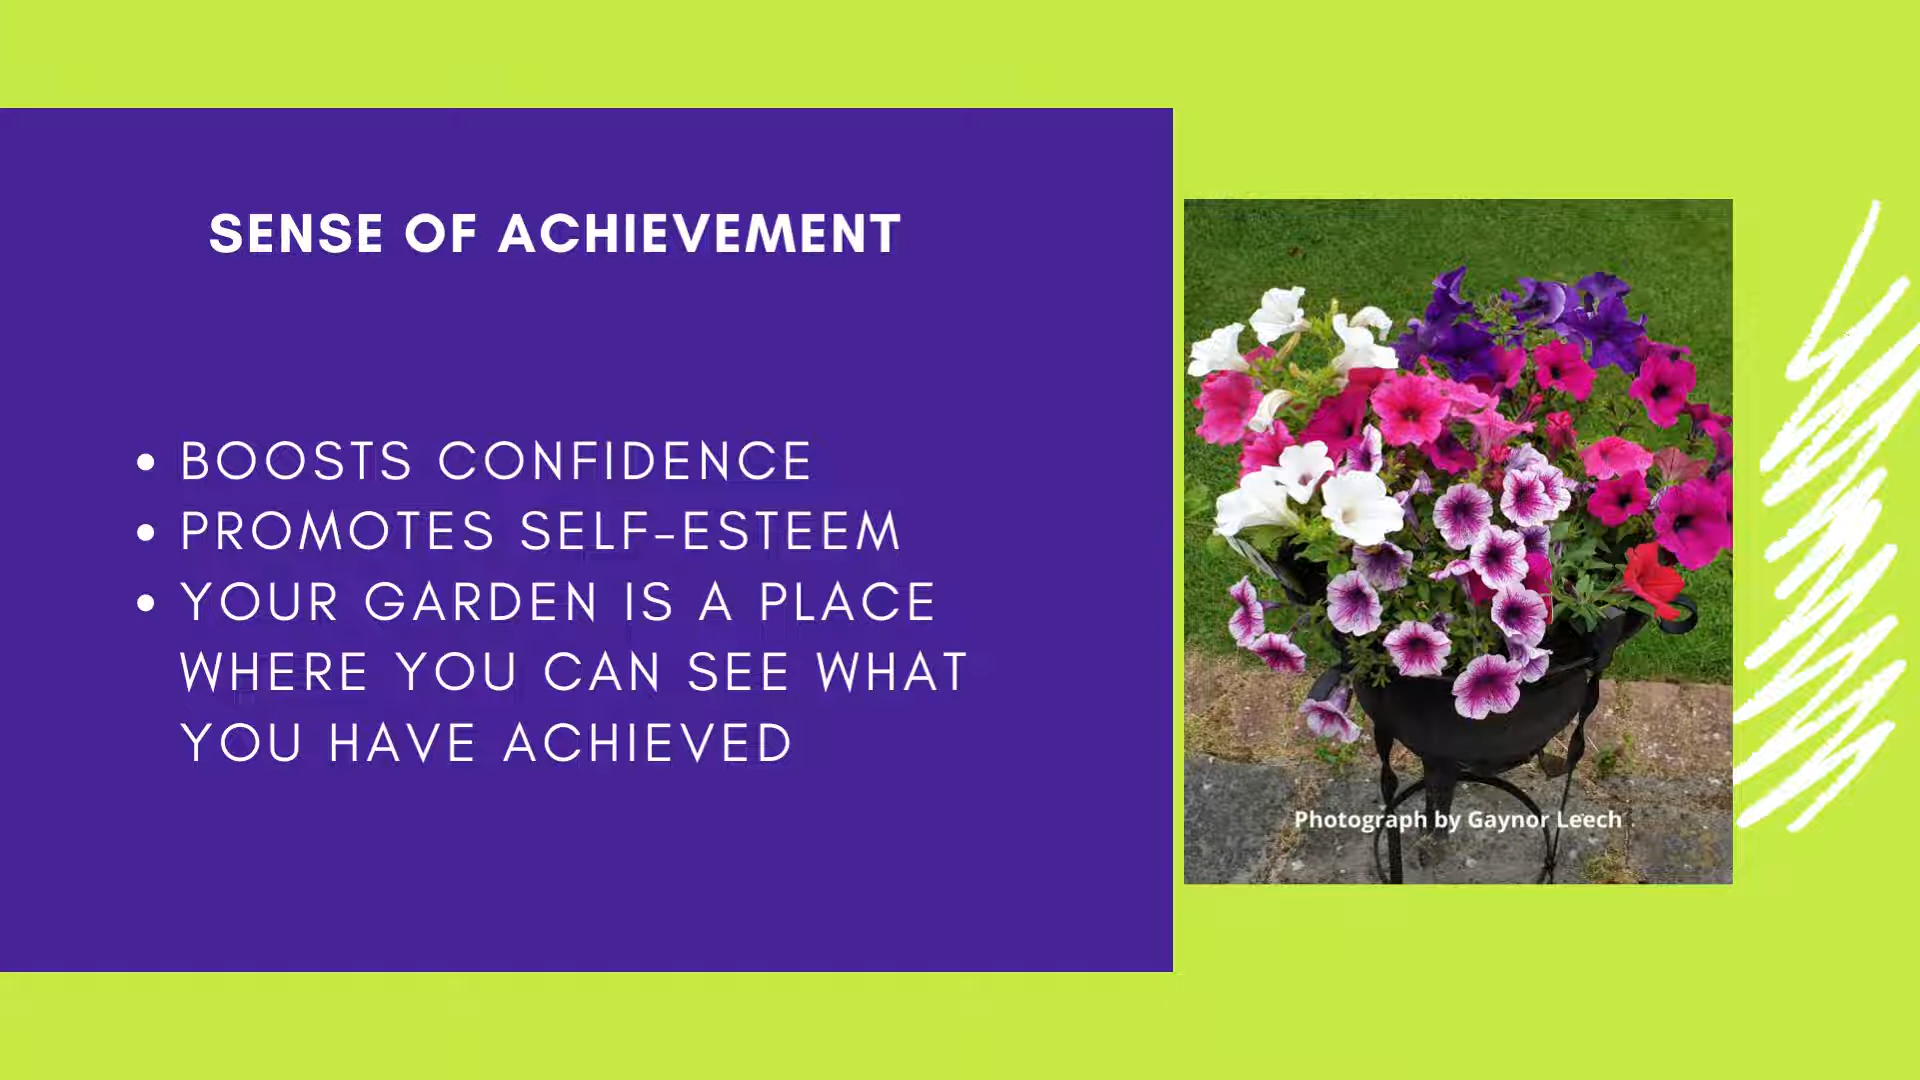 SENSE OF ACHIEVEMENT
• BOOSTS CONFIDENCE
• PROMOTES SELF-ESTEEM
• YOUR GARDEN IS A PLACE
WHERE YOU CAN SEE WHAT
YOU HAVE ACHIEVED
Photograph by Gaynor Leech